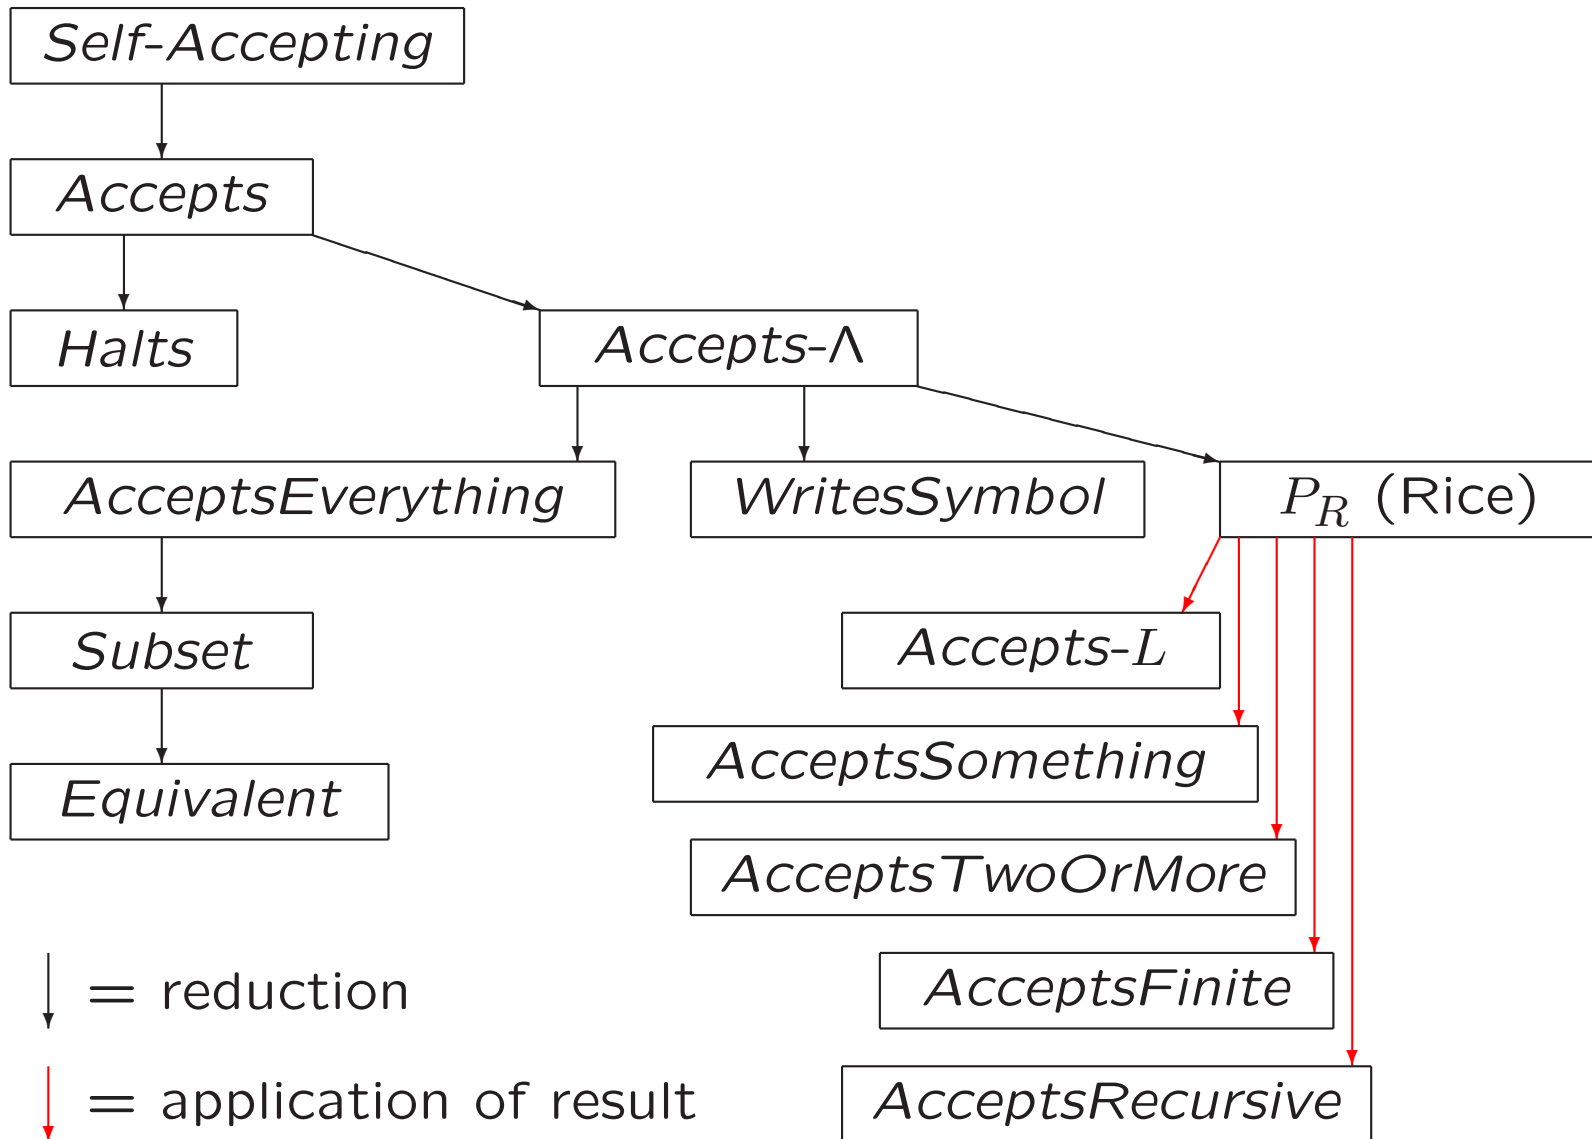 Self-Accepting
Accepts
Halts
Accepts-Λ
AcceptsEverything
WritesSymbol
P_R (Rice)
Subset
Accepts-L
AcceptsSomething
Equivalent
AcceptsTwoOrMore
AcceptsFinite
= reduction
AcceptsRecursive
= application of result